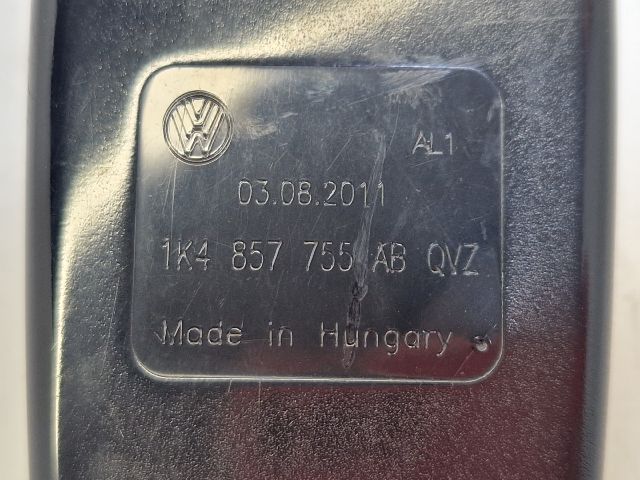 AL1
03.08.2011
1K4 857 755 AB QVZ
Made in Hungary